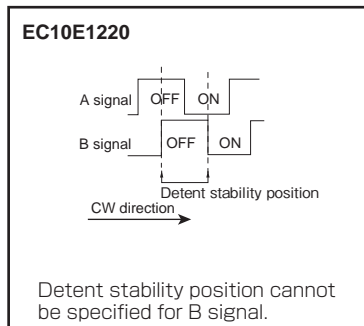 EC10E1220
A signal OFF ON
B signal OFF ON
Detent stability position
CW direction
Detent stability position cannot
be specified for B signal.